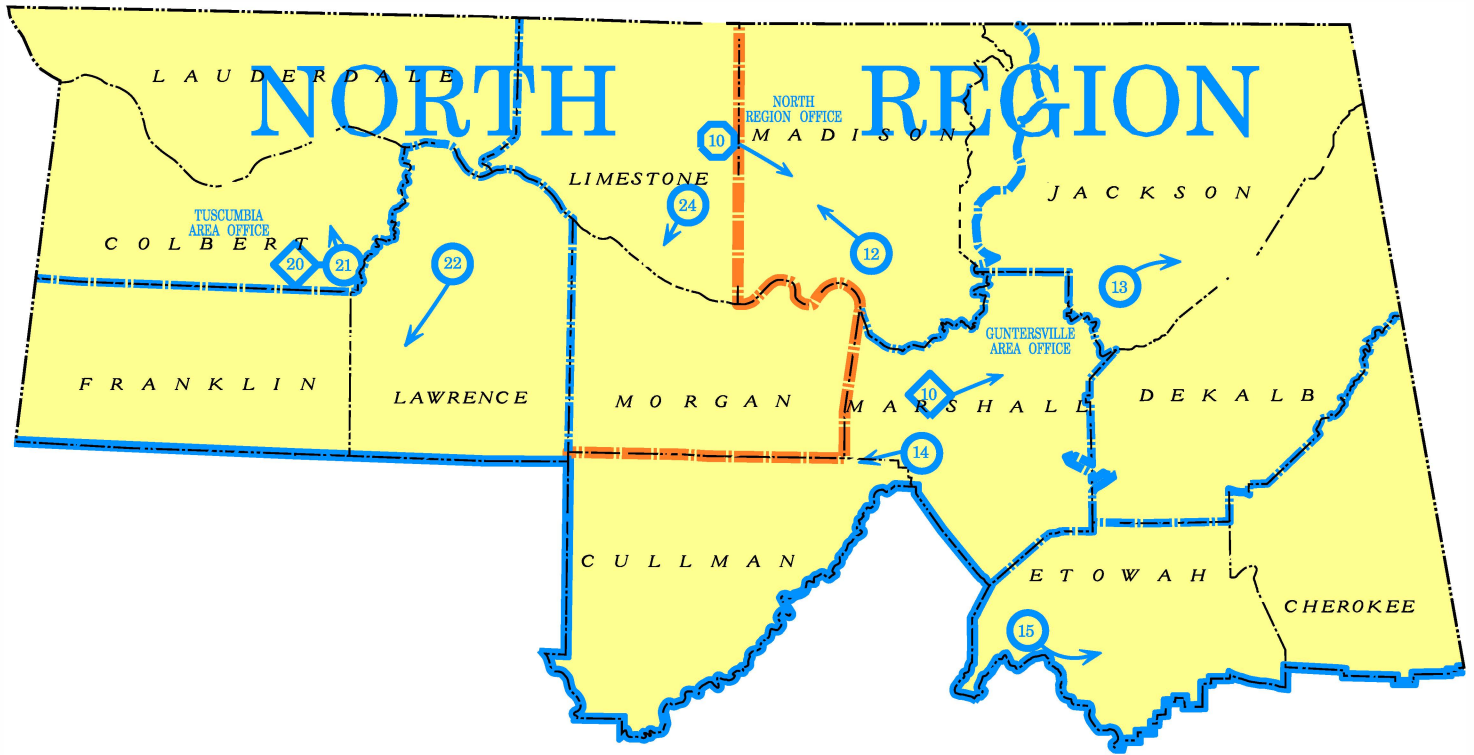 NORTH REGION
LAUDERDALE
NORTH
REGION OFFICE
10
MADISON
LIMESTONE
24
JACKSON
TUSCUMBIA
AREA OFFICE
COLBERT
20
21
22
12
13
GUNTERSVILLE
AREA OFFICE
10
FRANKLIN
LAWRENCE
MORGAN
MARSHALL
DEKALB
14
CULLMAN
ETOWAH
CHEROKEE
15